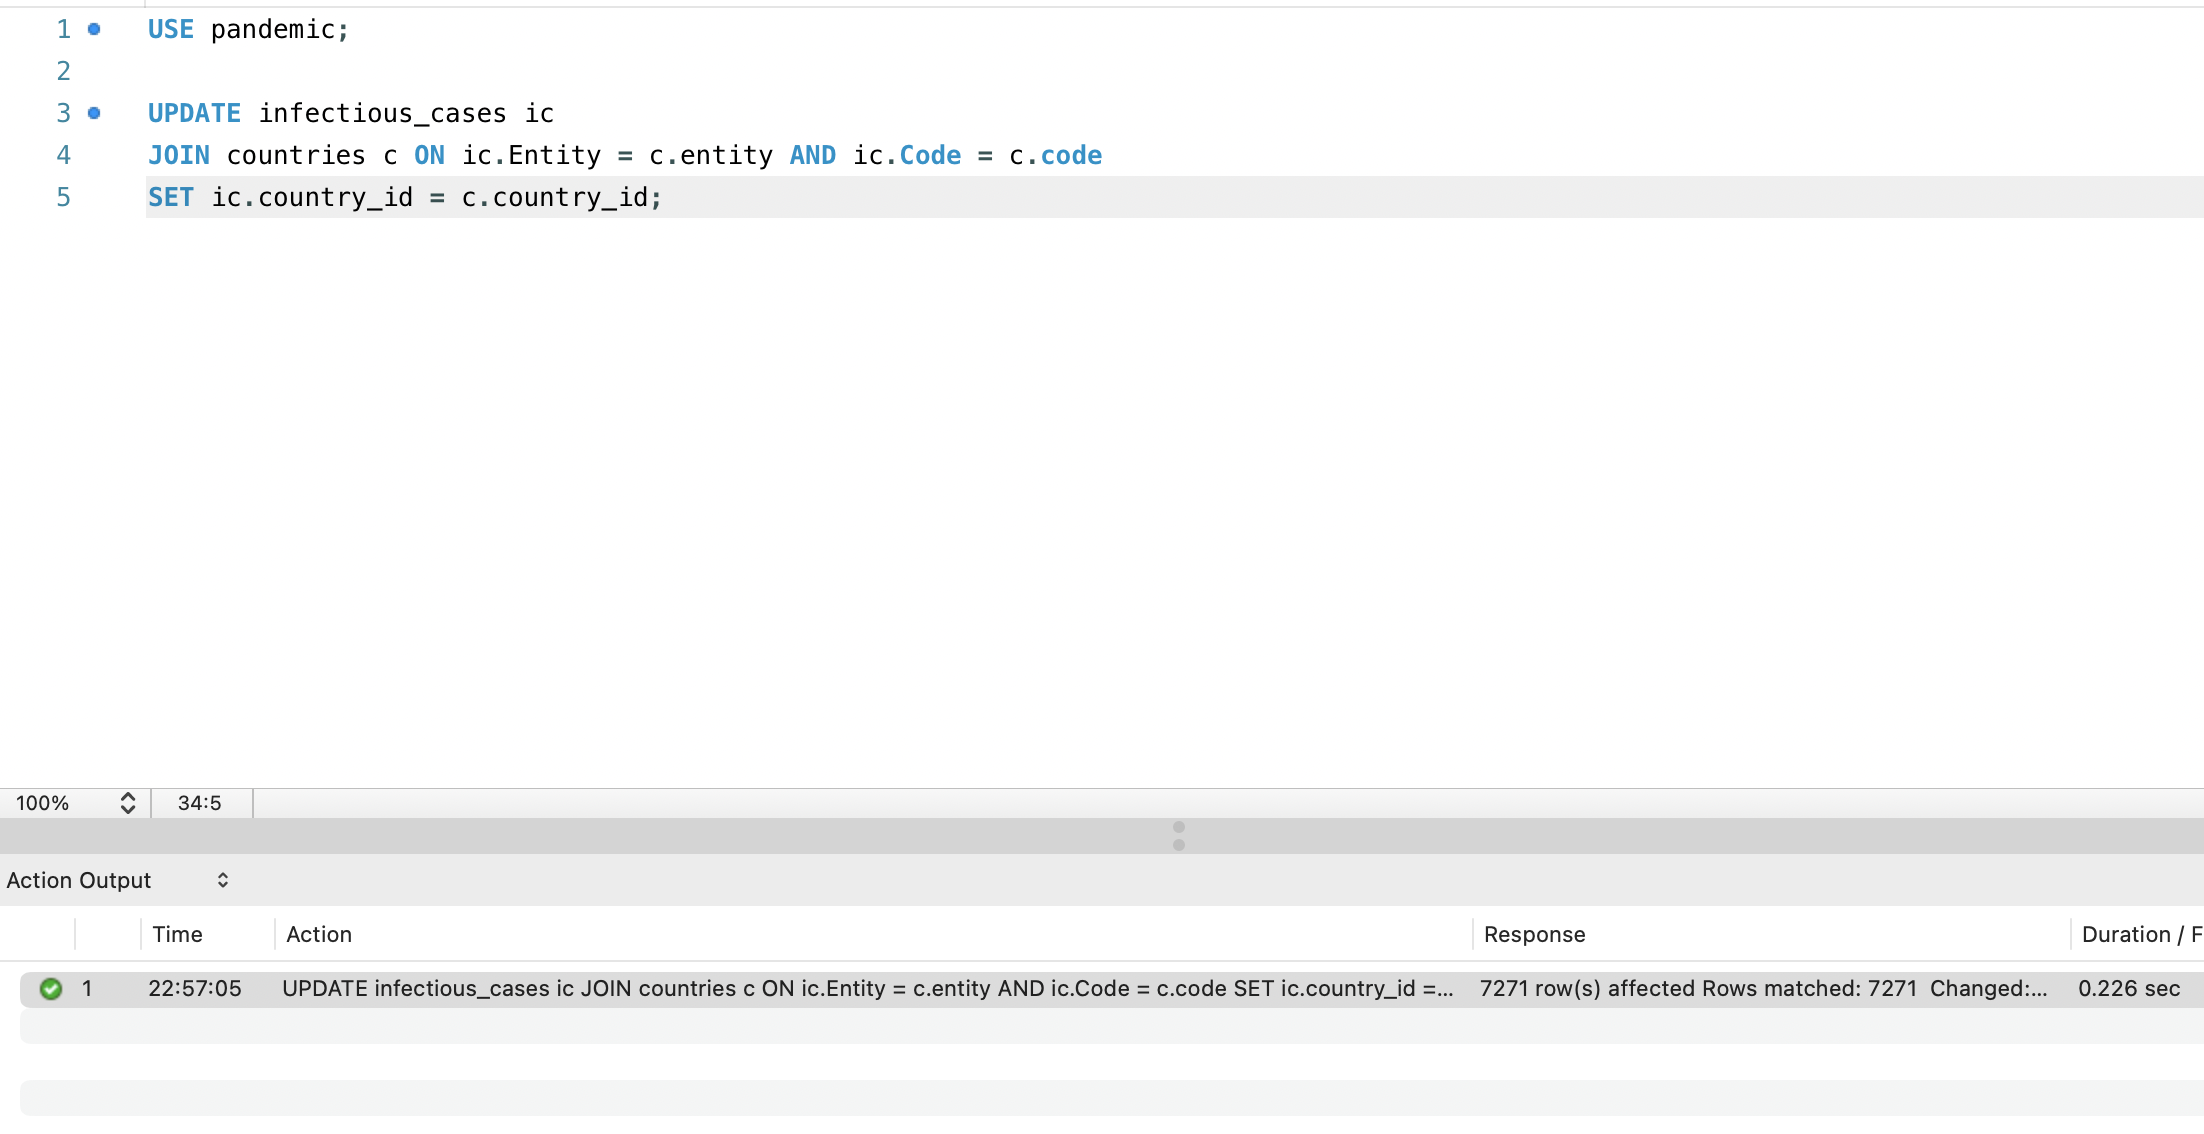 1 USE pandemic;
2
3 UPDATE infectious_cases ic
4 JOIN countries c ON ic.Entity = c.entity AND ic.Code = c.code
5 SET ic.country_id = c.country_id;
100% 34:5
Action Output
Time Action Response Duration / F
1 22:57:05 UPDATE infectious_cases ic JOIN countries c ON ic.Entity = c.entity AND ic.Code = c.code SET ic.country_id =... 7271 row(s) affected Rows matched: 7271 Changed:... 0.226 sec